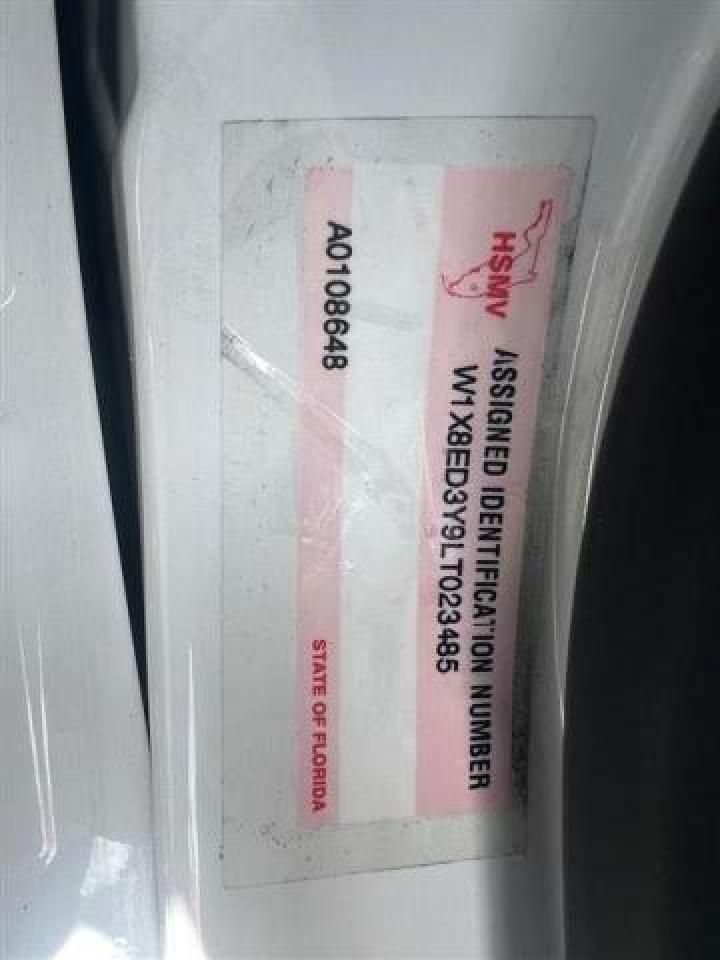 HSMV
ASSIGNED IDENTIFICATION NUMBER
W1X8ED3Y9LT023485
A0108648
STATE OF FLORIDA